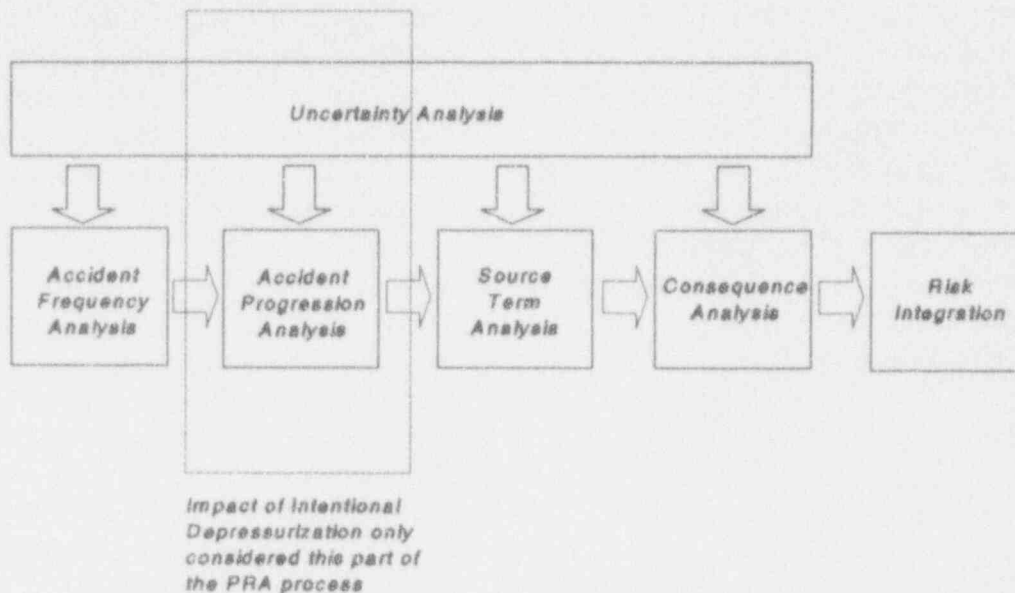 Uncertainty Analysis
Accident
Frequency
Analysis
Accident
Progression
Analysis
Source
Term
Analysis
Consequence
Analysis
Risk
Integration
Impact of Intentional
Depressurization only
considered this part of
the PRA process